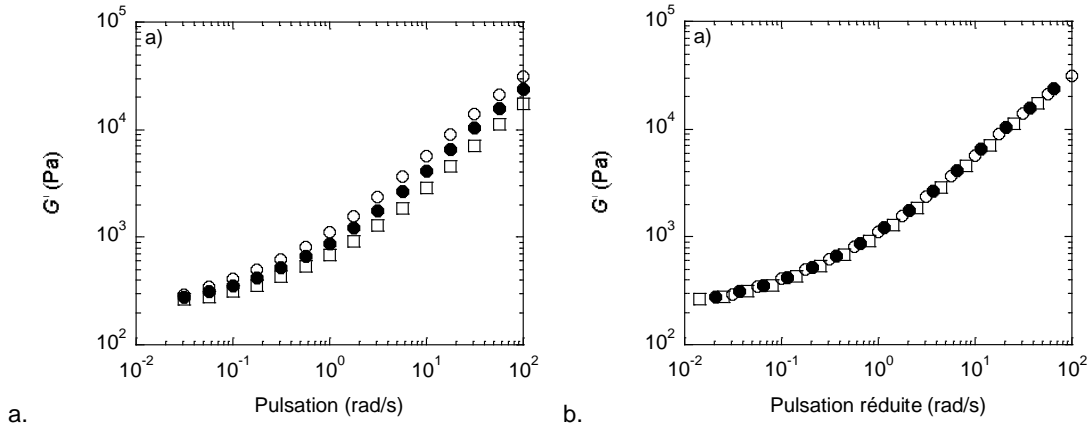 a)
10^5
10^4
10^3
10^2
G' (Pa)
10^-2 10^-1 10^0 10^1 10^2
Pulsation (rad/s)
a.
a)
10^5
10^4
10^3
10^2
G' (Pa)
10^-2 10^-1 10^0 10^1 10^2
Pulsation réduite (rad/s)
b.